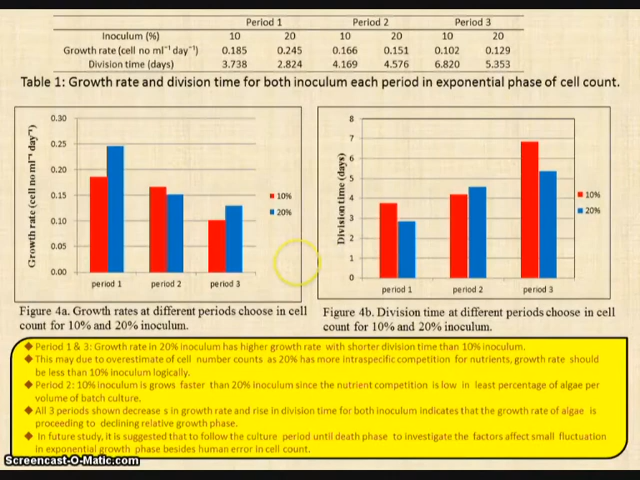 Period 1 Period 2 Period 3
Inoculum (%) 10 20 10 20 10 20
Growth rate (cell no ml⁻¹ day⁻¹) 0.185 0.245 0.166 0.151 0.102 0.129
Division time (days) 3.738 2.824 4.169 4.576 6.820 5.353
Table 1: Growth rate and division time for both inoculum each period in exponential phase of cell count.
Growth rate (cell no ml⁻¹ day⁻¹)
0.30
0.25
0.20
0.15
0.10
0.05
0.00
period 1 period 2 period 3
10%
20%
Division time (days)
8
7
6
5
4
3
2
1
0
period 1 period 2 period 3
10%
20%
Figure 4a. Growth rates at different periods choose in cell
count for 10% and 20% inoculum.
Figure 4b. Division time at different periods choose in cell
count for 10% and 20% inoculum.
Period 1 & 3: Growth rate in 20% inoculum has higher growth rate with shorter division time than 10% inoculum.
This may due to overestimate of cell number counts as 20% has more intraspecific competition for nutrients, growth rate should
be less than 10% inoculum logically.
Period 2: 10% inoculum is grows faster than 20% inoculum since the nutrient competition is low in least percentage of algae per
volume of batch culture.
All 3 periods shown decrease s in growth rate and rise in division time for both inoculum indicates that the growth rate of algae is
proceeding to declining relative growth phase.
In future study, it is suggested that to follow the culture period until death phase to investigate the factors affect small fluctuation
in exponential growth phase besides human error in cell count.
Screencast-O-Matic.com